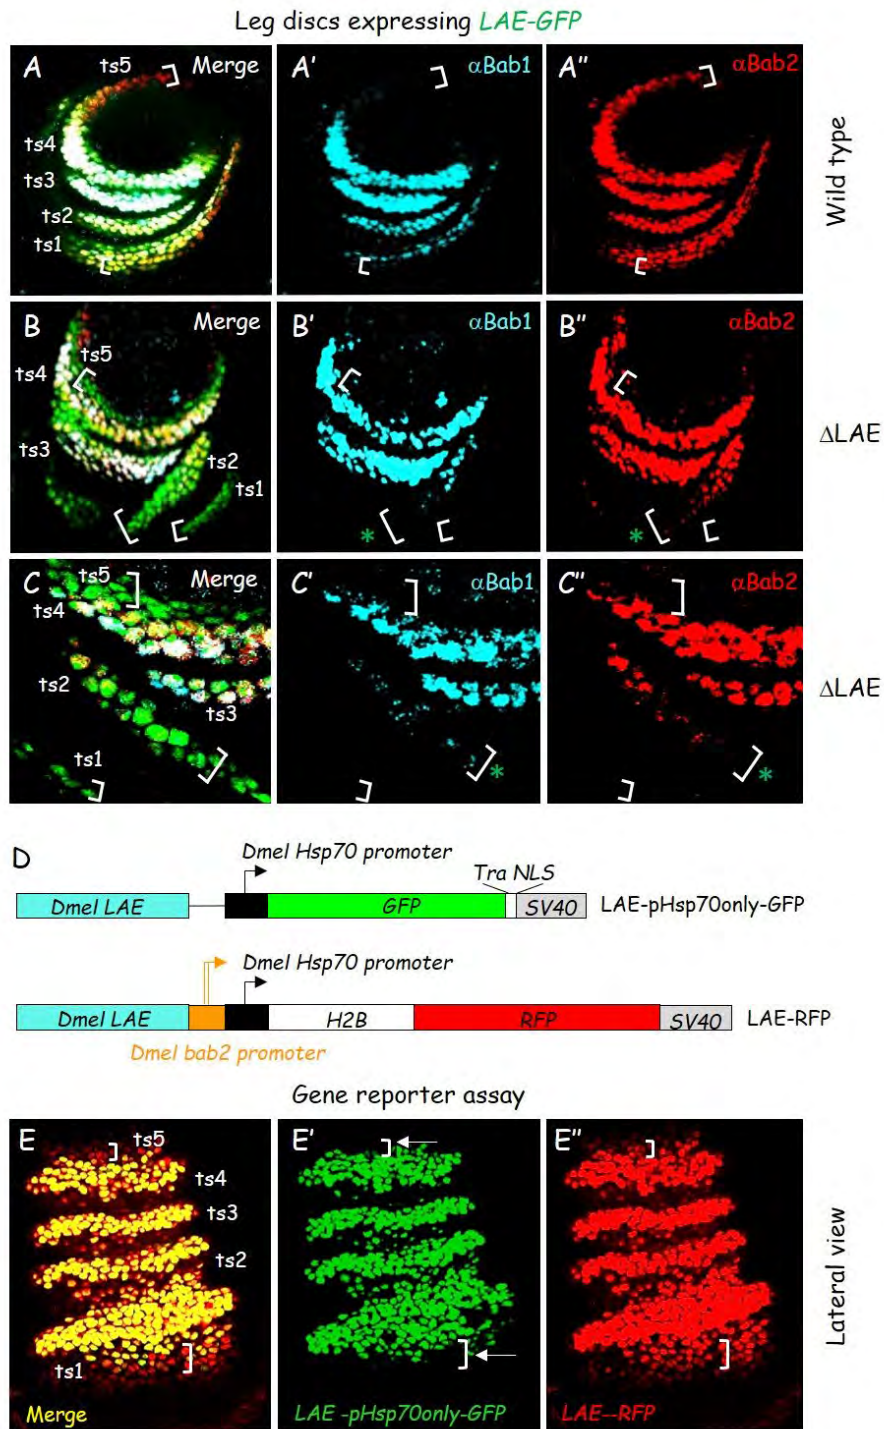 Leg discs expressing LAE-GFP
A ts5 Merge
ts4
ts3
ts2
ts1
A' αBab1
A" αBab2
Wild type
B Merge
ts5
ts4
ts3
ts2
ts1
B' αBab1
*
B" αBab2
*
ΔLAE
C Merge
ts5
ts4
ts2
ts3
ts1
C' αBab1
*
C" αBab2
*
ΔLAE
D
Dmel Hsp70 promoter
Tra NLS
Dmel LAE GFP SV40 LAE-pHsp70only-GFP
Dmel Hsp70 promoter
Dmel LAE H2B RFP SV40 LAE-RFP
Dmel bab2 promoter
Gene reporter assay
E ts5
ts4
ts3
ts2
ts1
Merge
E'
LAE -pHsp70only-GFP
E"
LAE--RFP
Lateral view